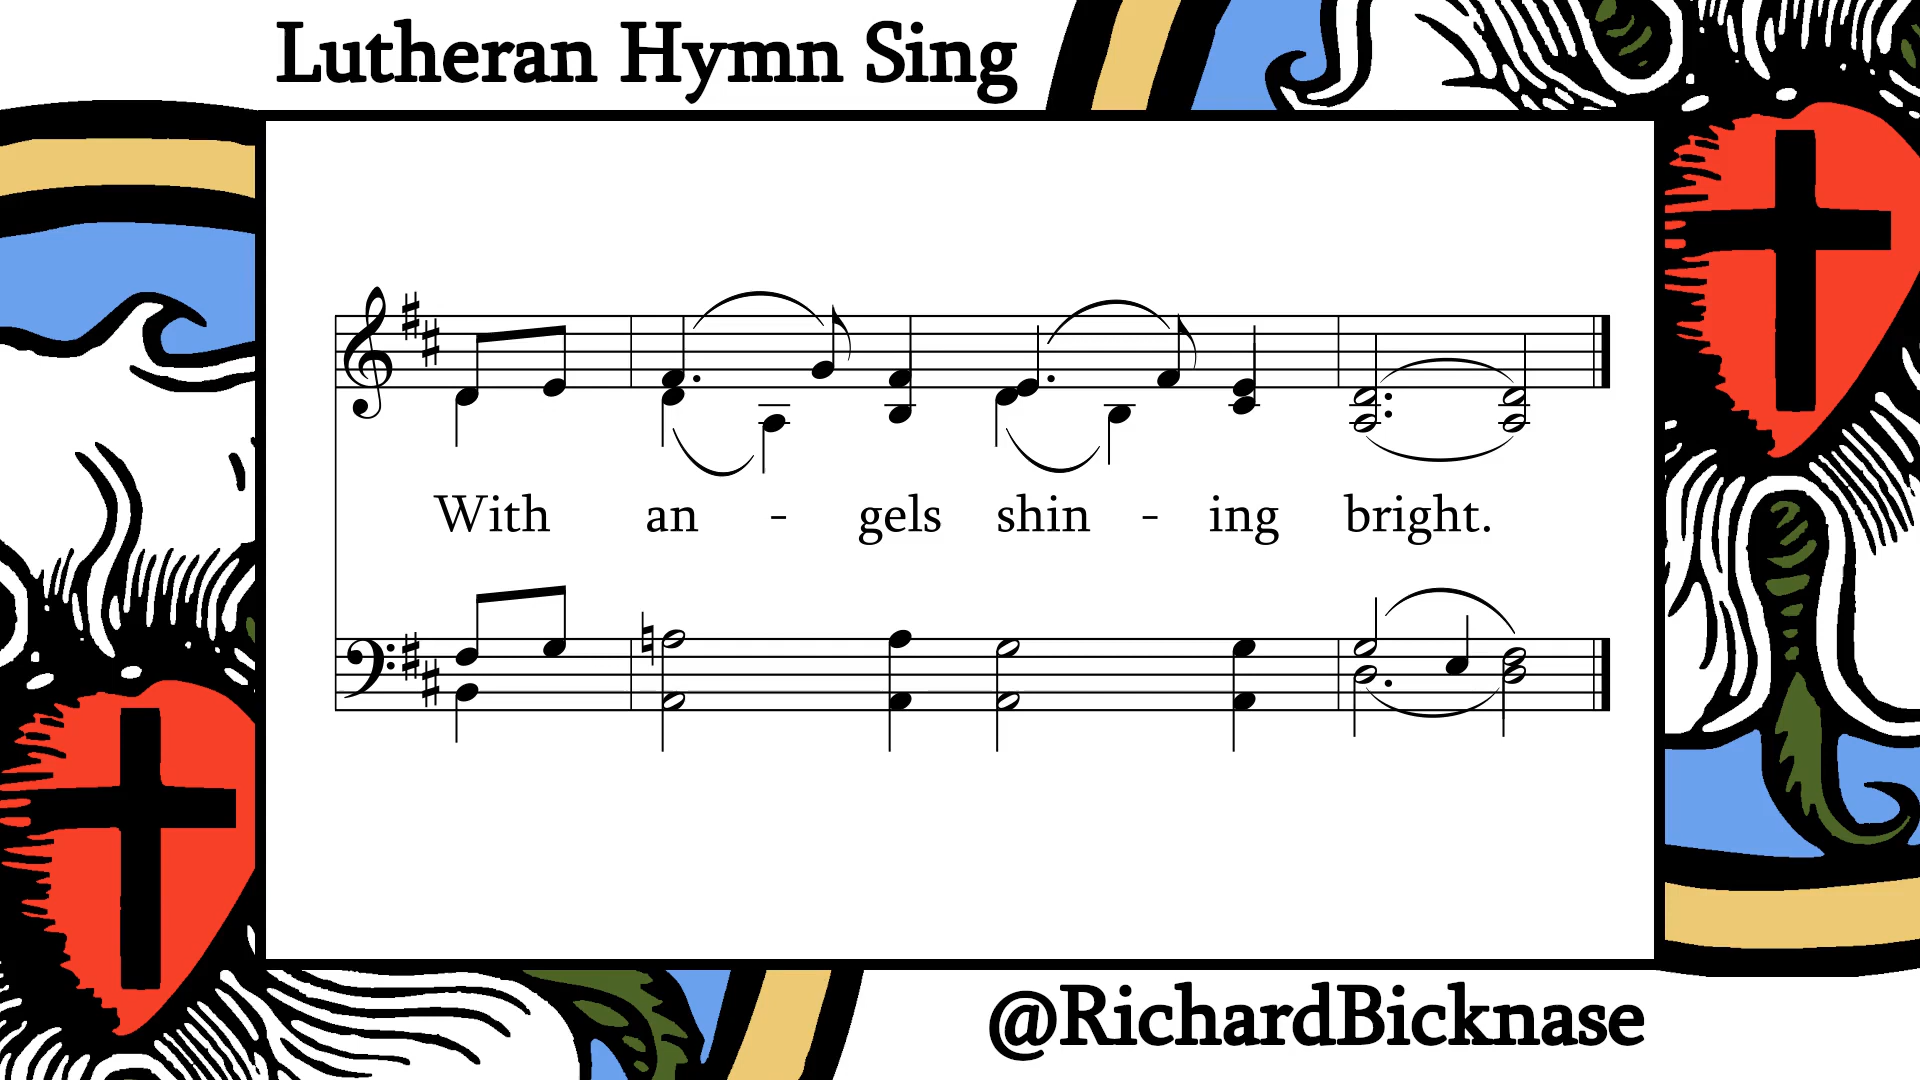 Lutheran Hymn Sing
With an - gels shin - ing bright.
@RichardBicknase